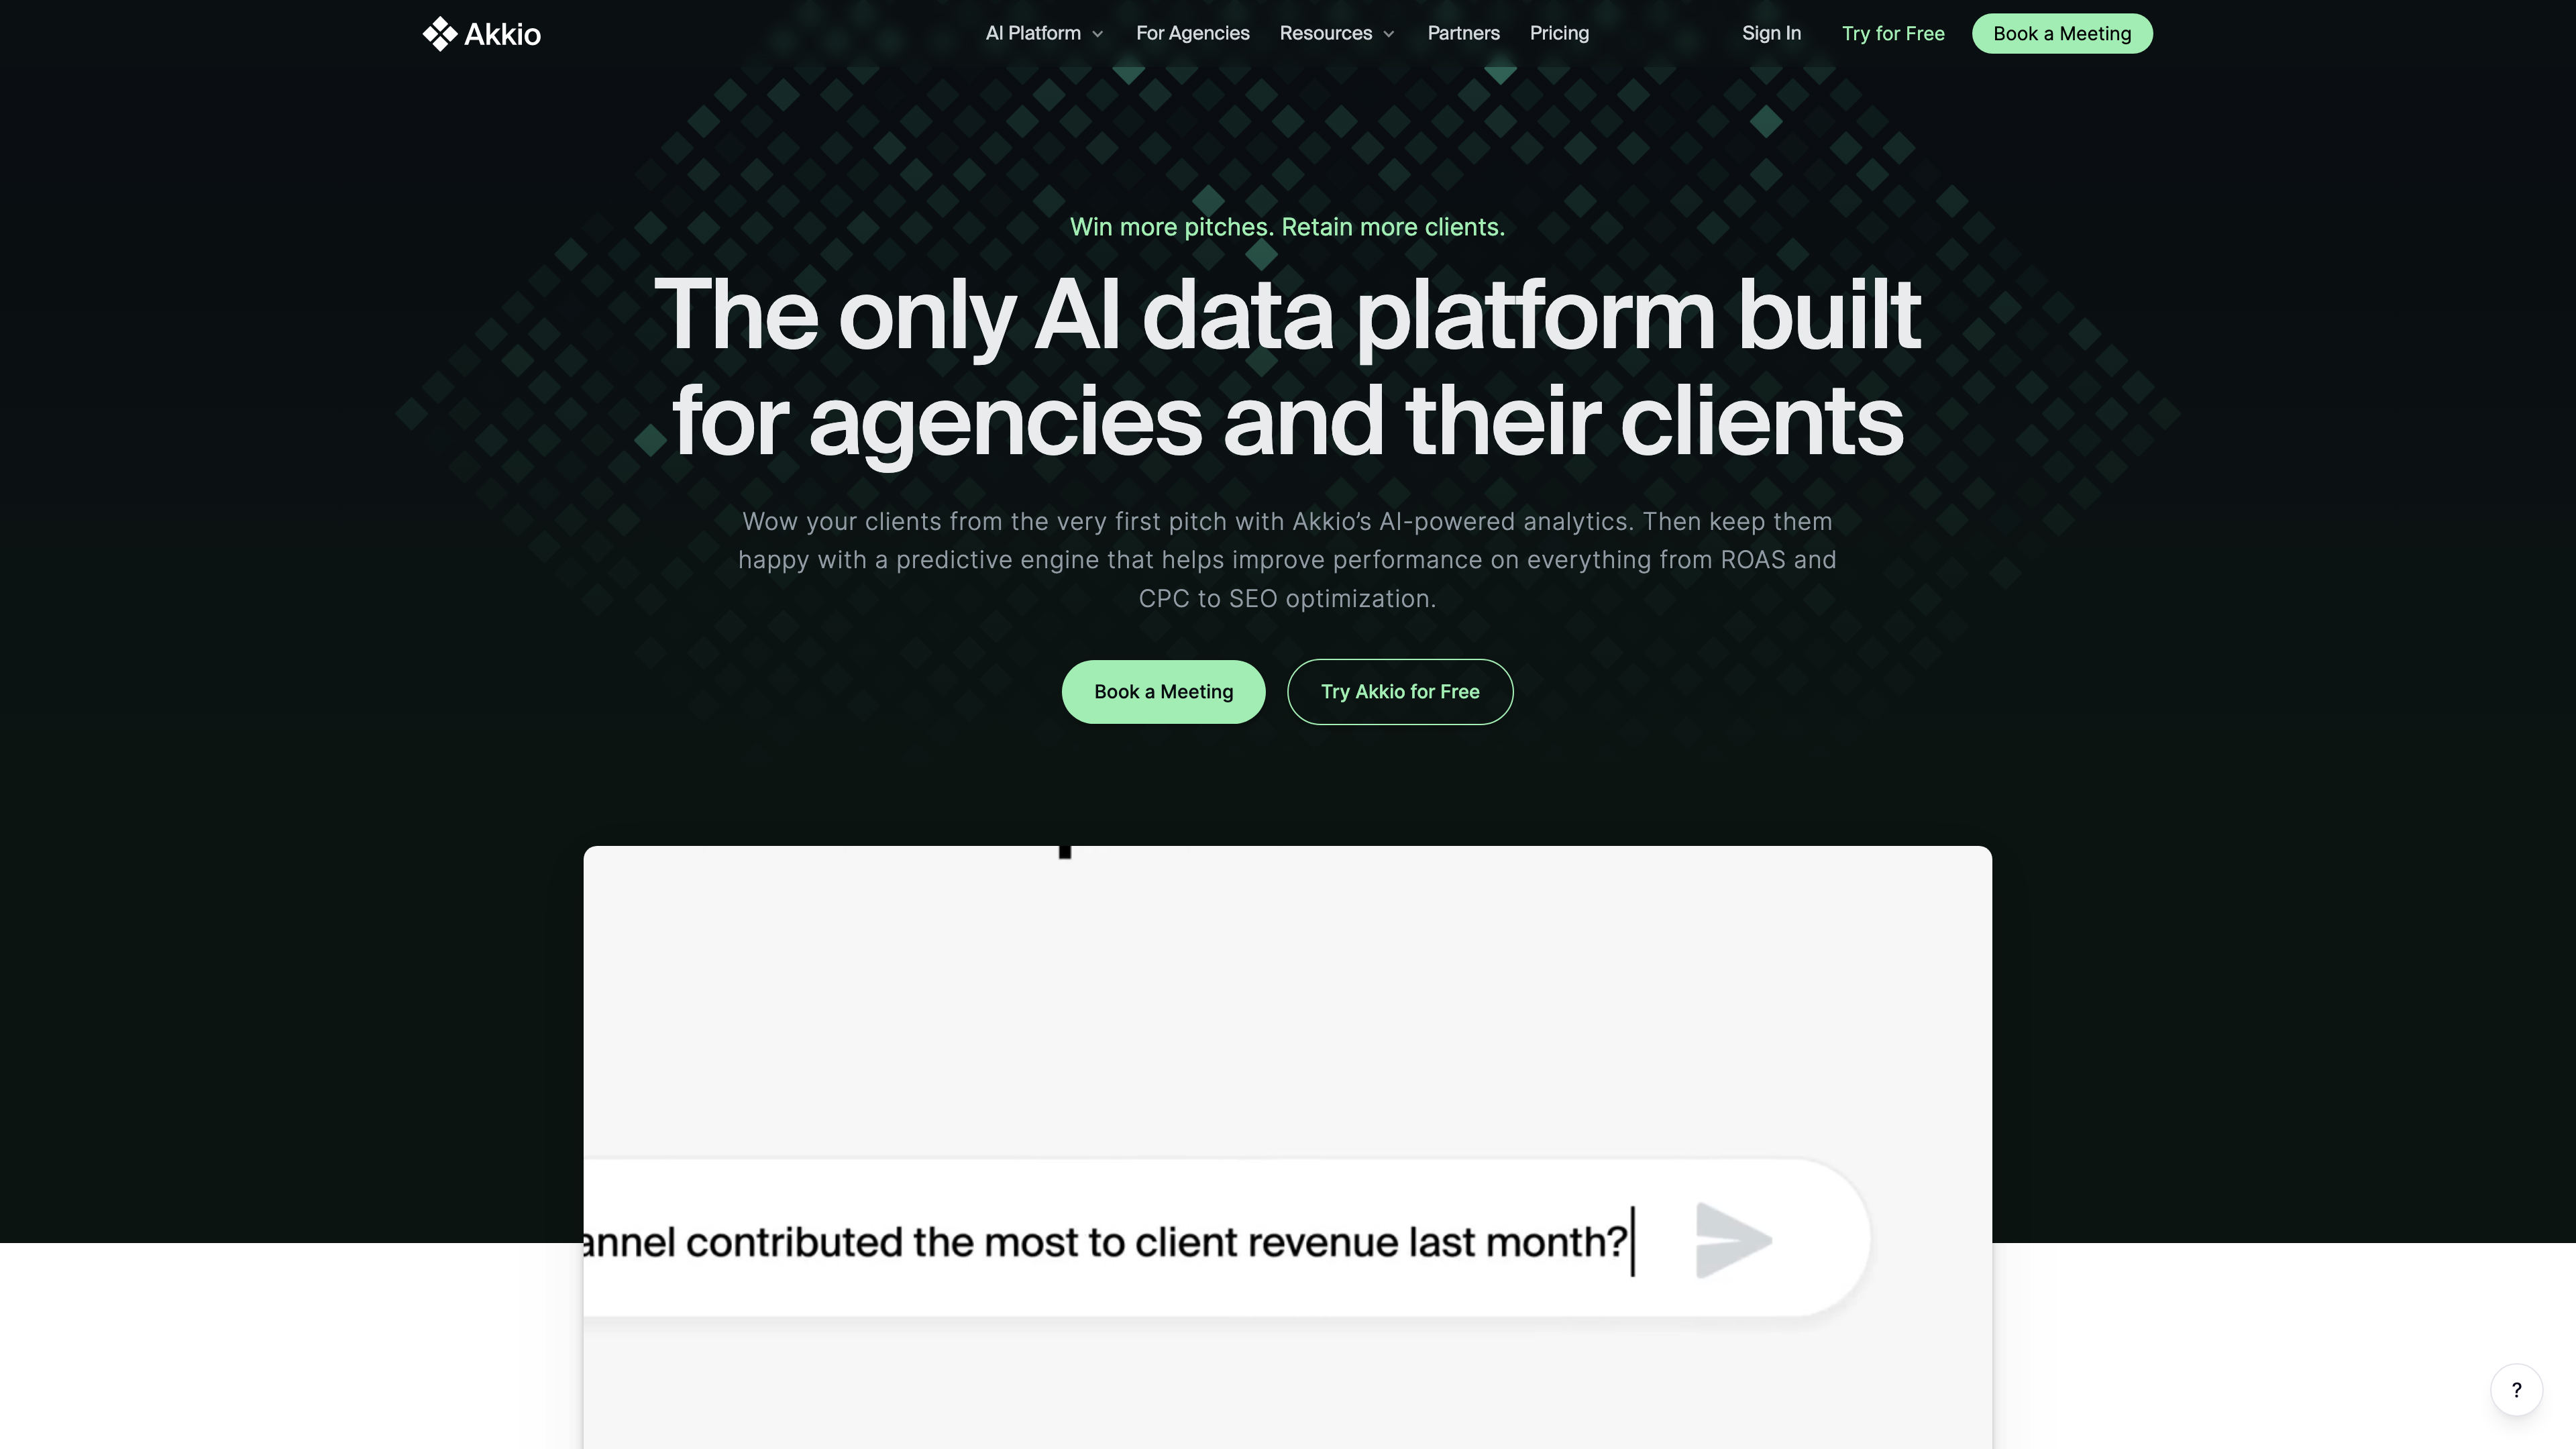 Akkio
AI Platform
For Agencies
Resources
Partners
Pricing
Sign In
Try for Free
Book a Meeting
Win more pitches. Retain more clients.
The only AI data platform built
for agencies and their clients
Wow your clients from the very first pitch with Akkio’s AI-powered analytics. Then keep them
happy with a predictive engine that helps improve performance on everything from ROAS and
CPC to SEO optimization.
Book a Meeting
Try Akkio for Free
annel contributed the most to client revenue last month?
?